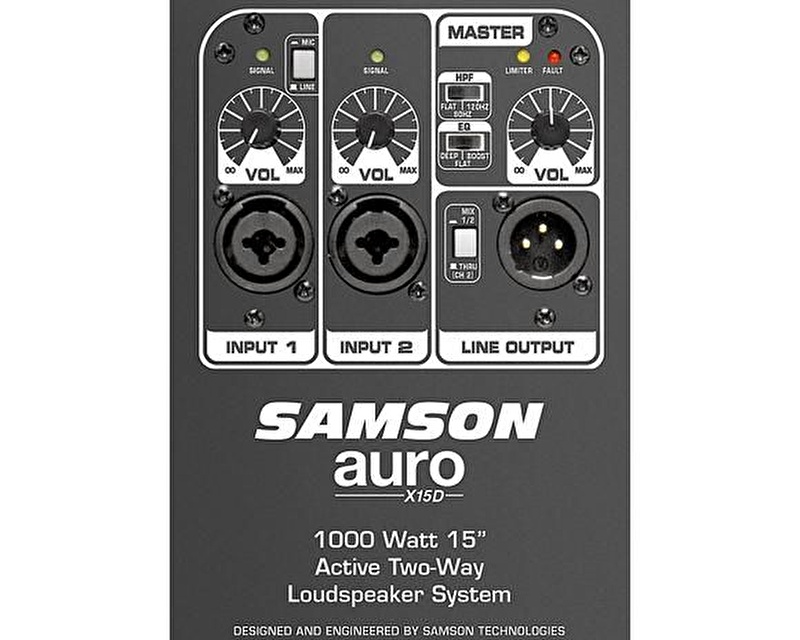 MASTER
MIC
LINE
SIGNAL
SIGNAL
LIMITER
FAULT
HPF
FLAT | 120HZ
80HZ
EQ
DEEP | BOOST
FLAT
∞ VOL MAX
∞ VOL MAX
∞ VOL MAX
MIX
1/2
THRU
(CH 2)
INPUT 1
INPUT 2
LINE OUTPUT
SAMSON
auro
X15D
1000 Watt 15”
Active Two-Way
Loudspeaker System
DESIGNED AND ENGINEERED BY SAMSON TECHNOLOGIES